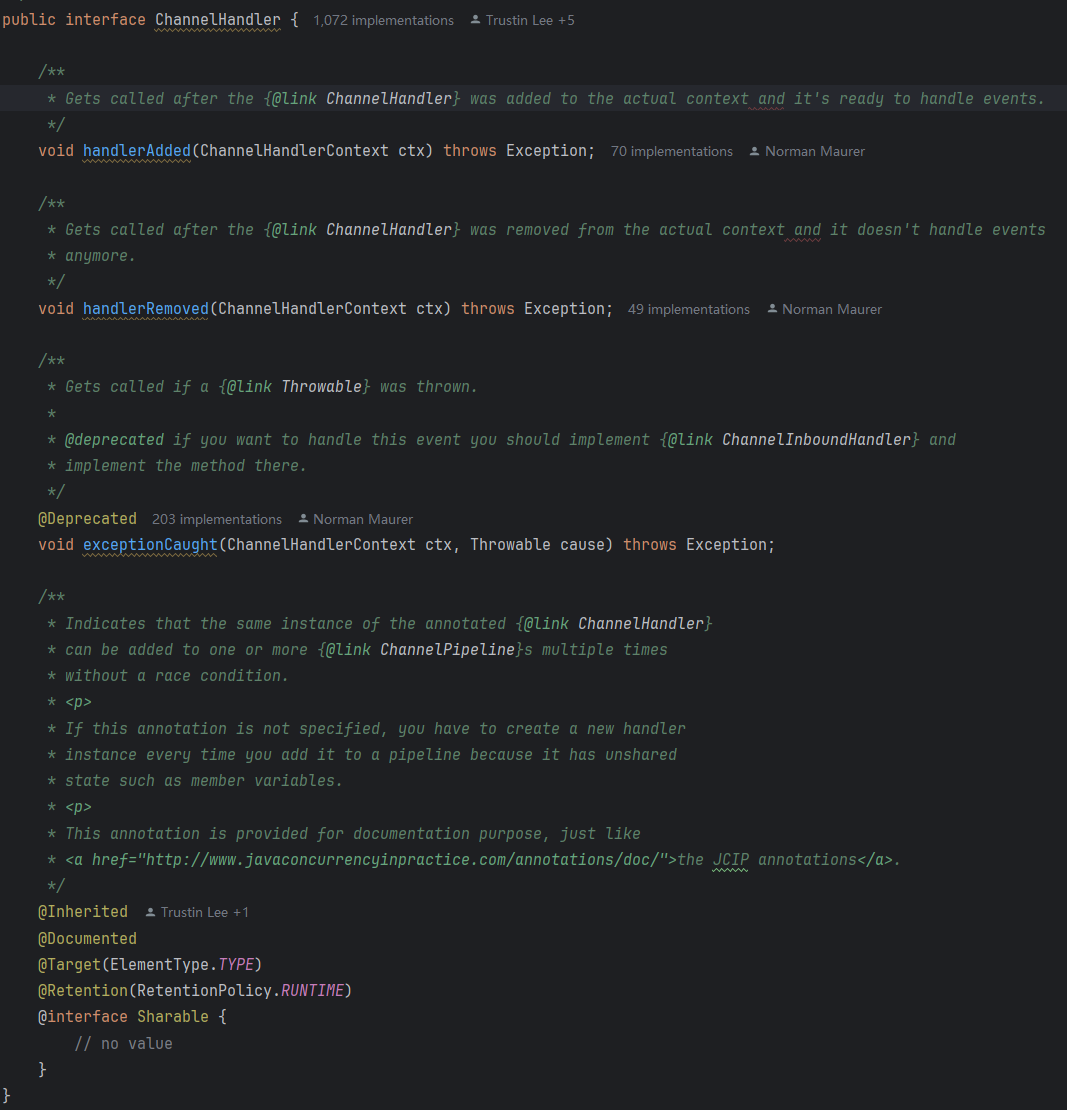 public interface ChannelHandler { 1,072 implementations Trustin Lee +5
/**
* Gets called after the {@link ChannelHandler} was added to the actual context and it's ready to handle events.
*/
void handlerAdded(ChannelHandlerContext ctx) throws Exception; 70 implementations Norman Maurer
/**
* Gets called after the {@link ChannelHandler} was removed from the actual context and it doesn't handle events
* anymore.
*/
void handlerRemoved(ChannelHandlerContext ctx) throws Exception; 49 implementations Norman Maurer
/**
* Gets called if a {@link Throwable} was thrown.
*
* @deprecated if you want to handle this event you should implement {@link ChannelInboundHandler} and
* implement the method there.
*/
@Deprecated 203 implementations Norman Maurer
void exceptionCaught(ChannelHandlerContext ctx, Throwable cause) throws Exception;
/**
* Indicates that the same instance of the annotated {@link ChannelHandler}
* can be added to one or more {@link ChannelPipeline}s multiple times
* without a race condition.
* <p>
* If this annotation is not specified, you have to create a new handler
* instance every time you add it to a pipeline because it has unshared
* state such as member variables.
* <p>
* This annotation is provided for documentation purpose, just like
* <a href="http://www.javaconcurrencyinpractice.com/annotations/doc/">the JCIP annotations</a>.
*/
@Inherited Trustin Lee +1
@Documented
@Target(ElementType.TYPE)
@Retention(RetentionPolicy.RUNTIME)
@interface Sharable {
// no value
}
}